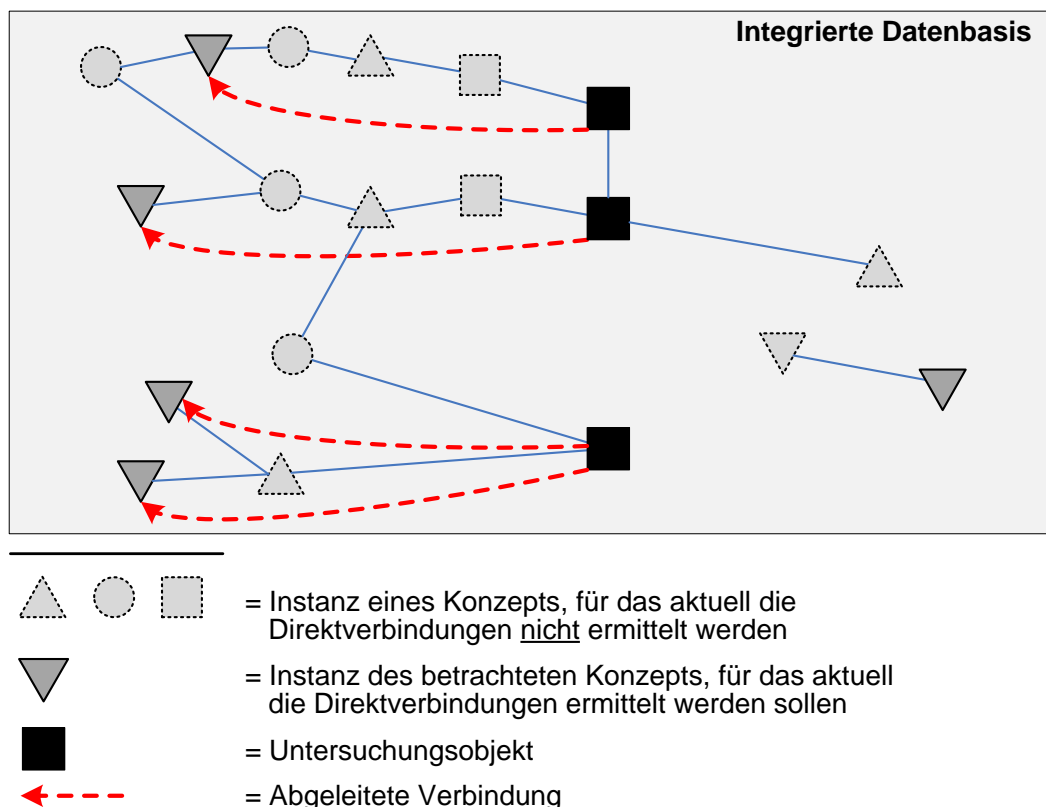 Integrierte Datenbasis
= Instanz eines Konzepts, für das aktuell die
Direktverbindungen nicht ermittelt werden
= Instanz des betrachteten Konzepts, für das aktuell
die Direktverbindungen ermittelt werden sollen
= Untersuchungsobjekt
= Abgeleitete Verbindung